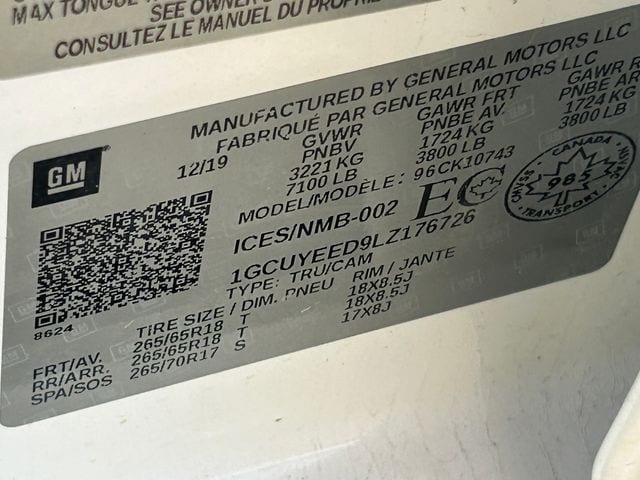 MAX TONGUE
SEE OWNER'S
CONSULTEZ LE MANUEL DU PROPRIE
MANUFACTURED BY GENERAL MOTORS LLC
FABRIQUÉ PAR GENERAL MOTORS LLC
GM
12/19 GVWR GAWR FRT GAWR R
PNBV PNBE AV. PNBE AR
3221 KG 1724 KG 1724 KG
7100 LB 3800 LB 3800 LB
MODEL/MODÈLE: 96CK10743
ICES/NMB-002 EC
CANADA
985
TRANSPORT
CMVSS
NSVAC
1GCUYEED9LZ176726
TYPE: TRU/CAM
8624
TIRE SIZE / DIM. PNEU RIM / JANTE
FRT/AV. 265/65R18 T 18X8.5J
RR/ARR. 265/65R18 T 18X8.5J
SPA/SOS 265/70R17 S 17X8J